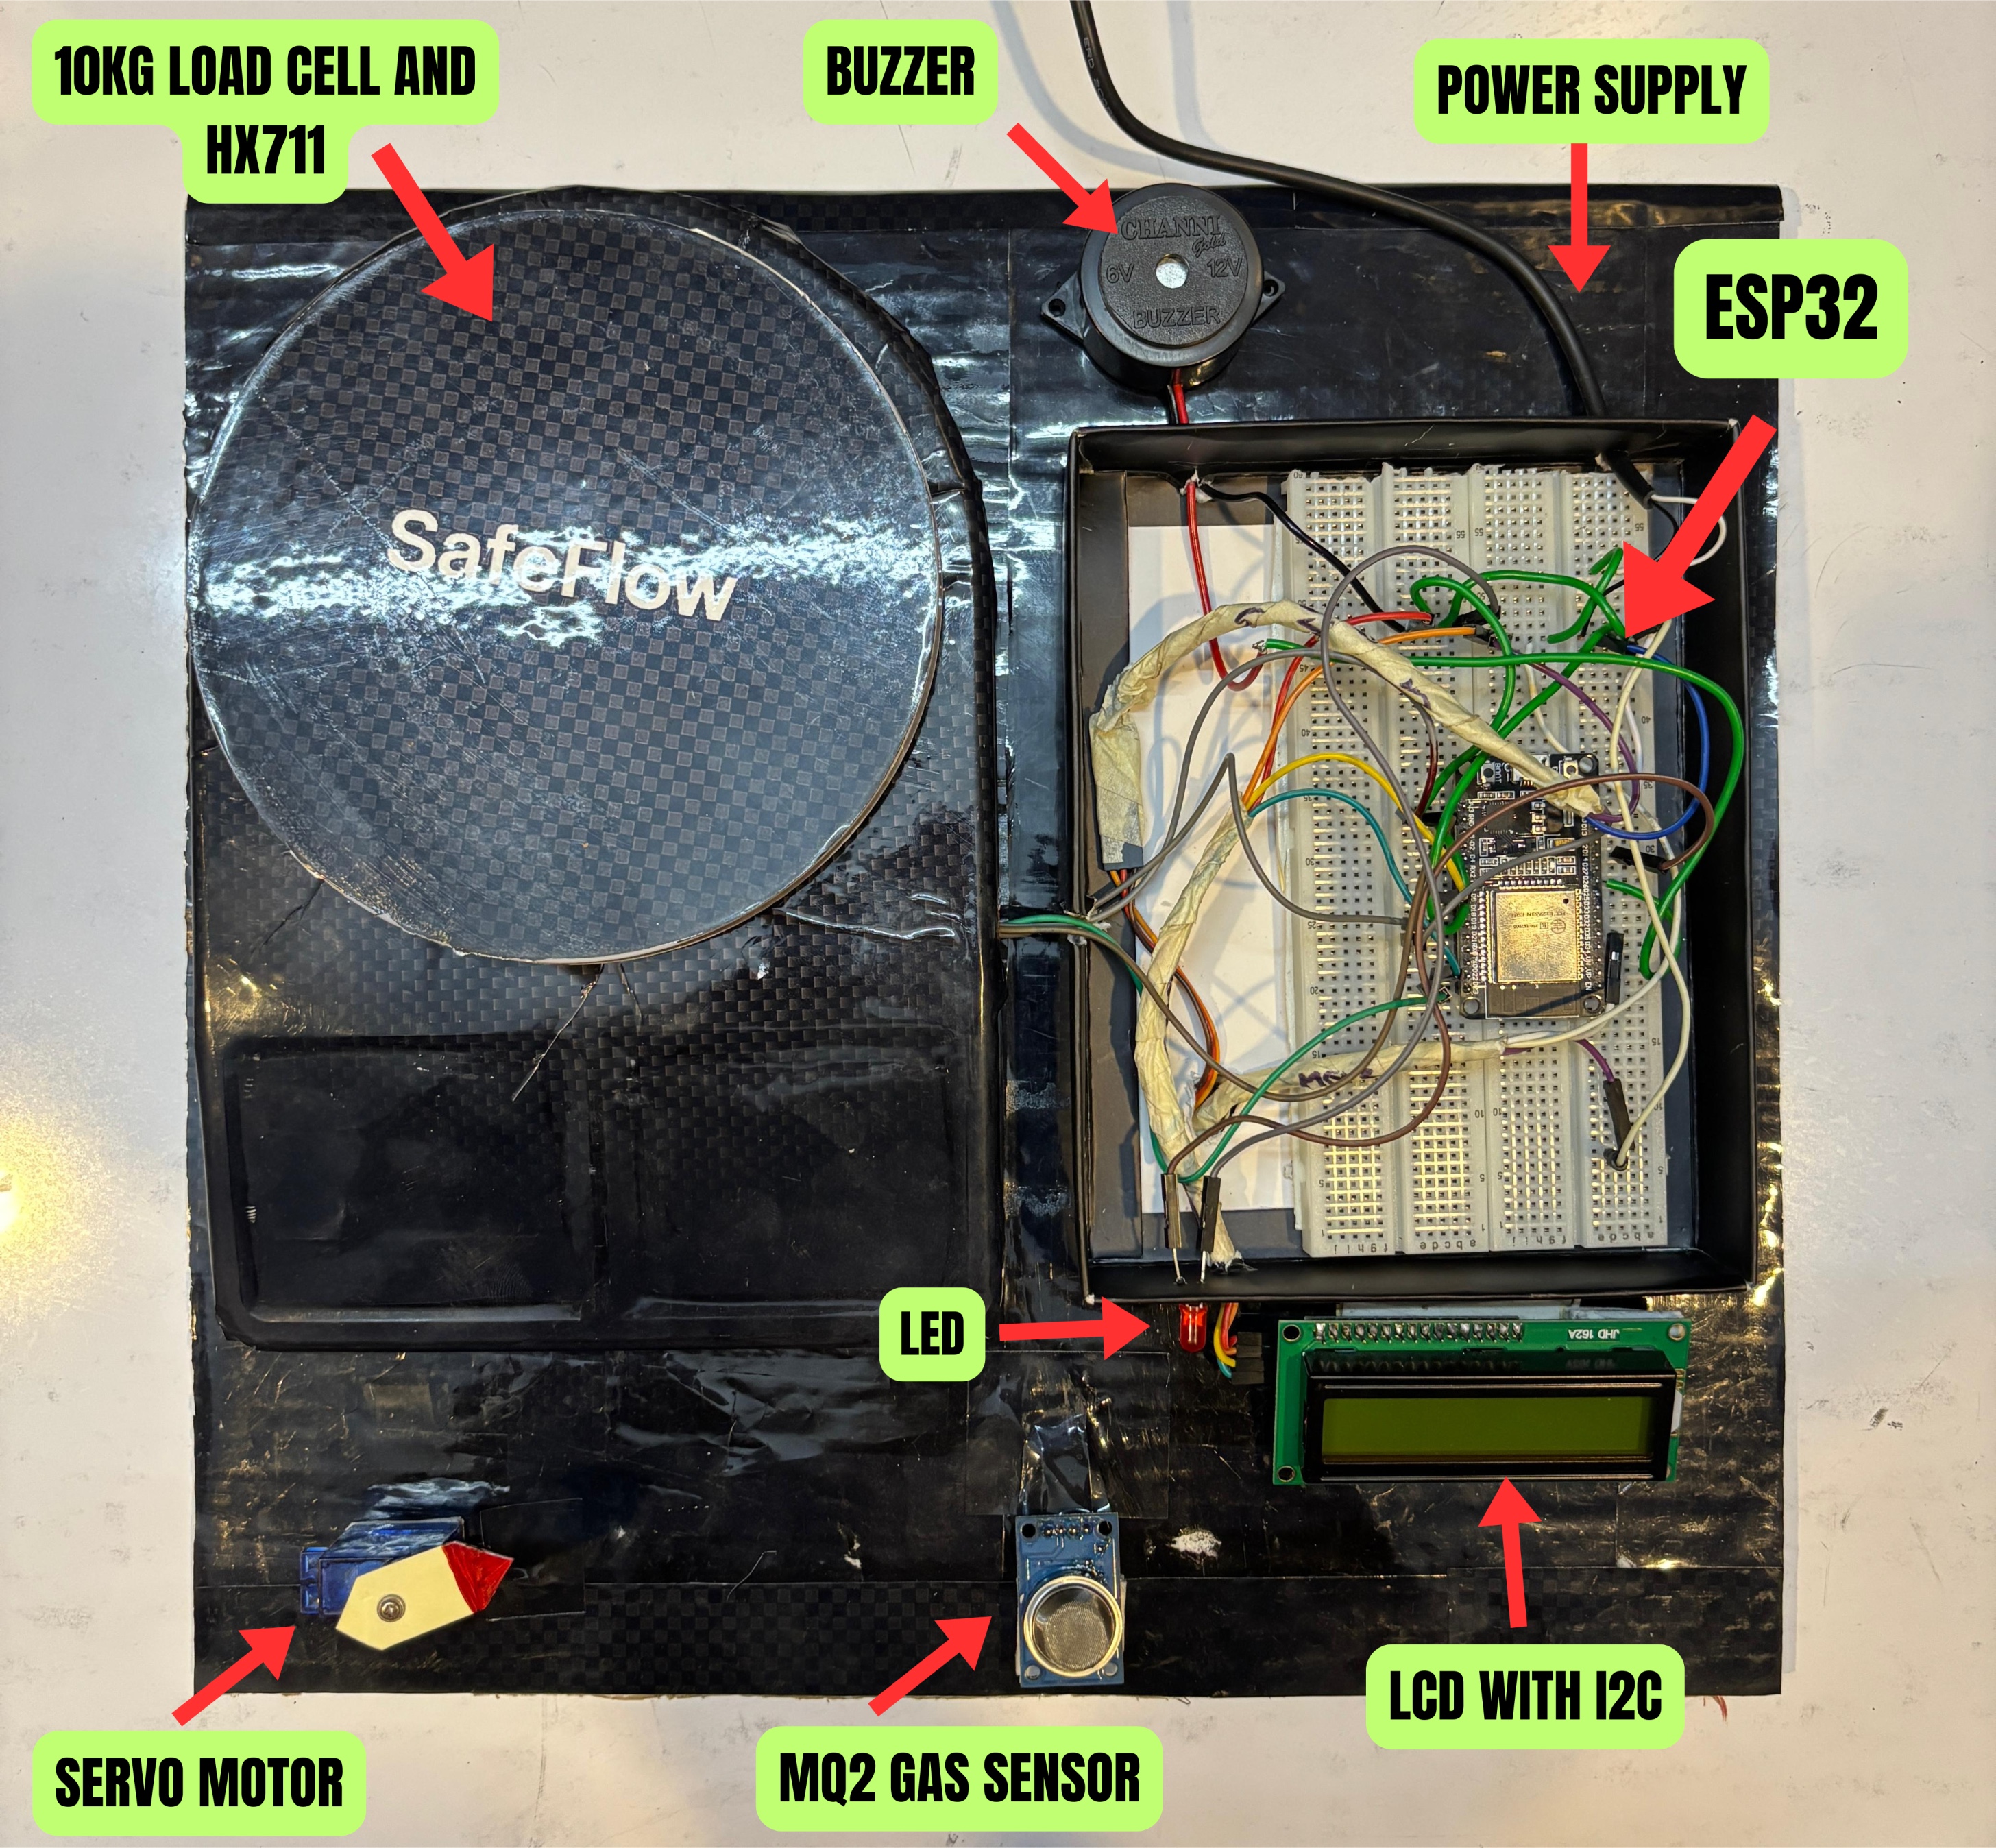 10KG LOAD CELL AND
HX711
BUZZER
POWER SUPPLY
ESP32
CHANNI
Gold
6V 12V
BUZZER
SafeFlow
LED
JHD 162A
SERVO MOTOR
MQ2 GAS SENSOR
LCD WITH I2C